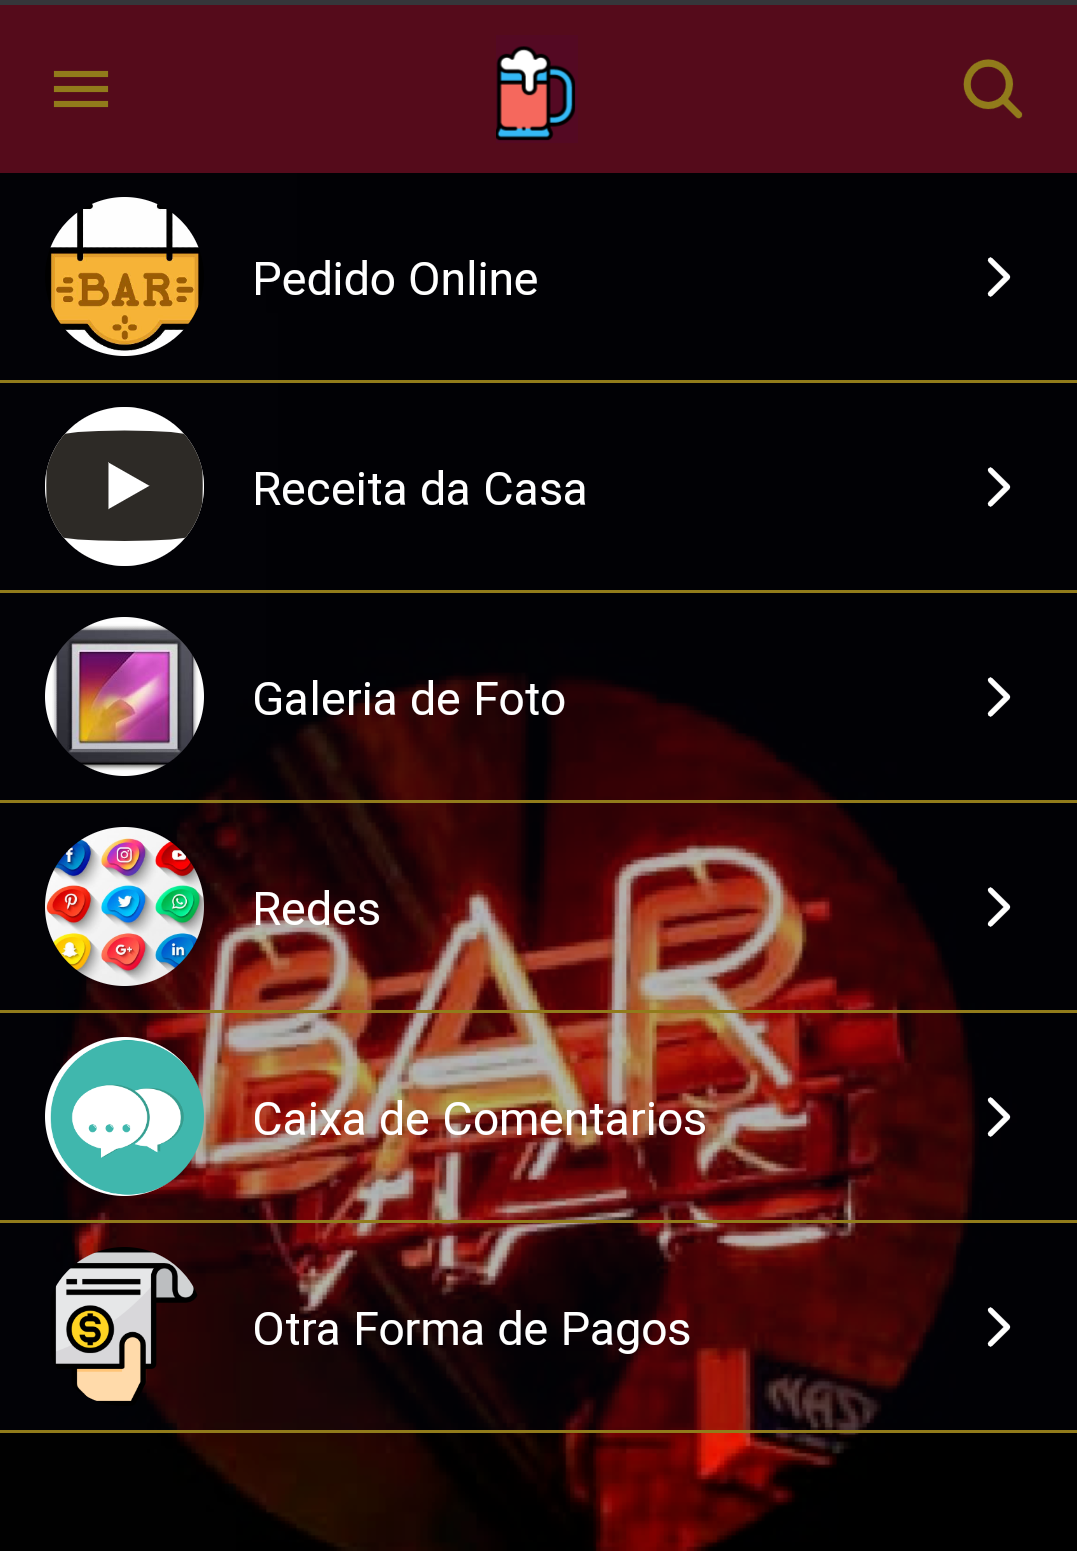 BAR
Pedido Online
Receita da Casa
Galeria de Foto
Redes
BAR
Caixa de Comentarios
Otra Forma de Pagos